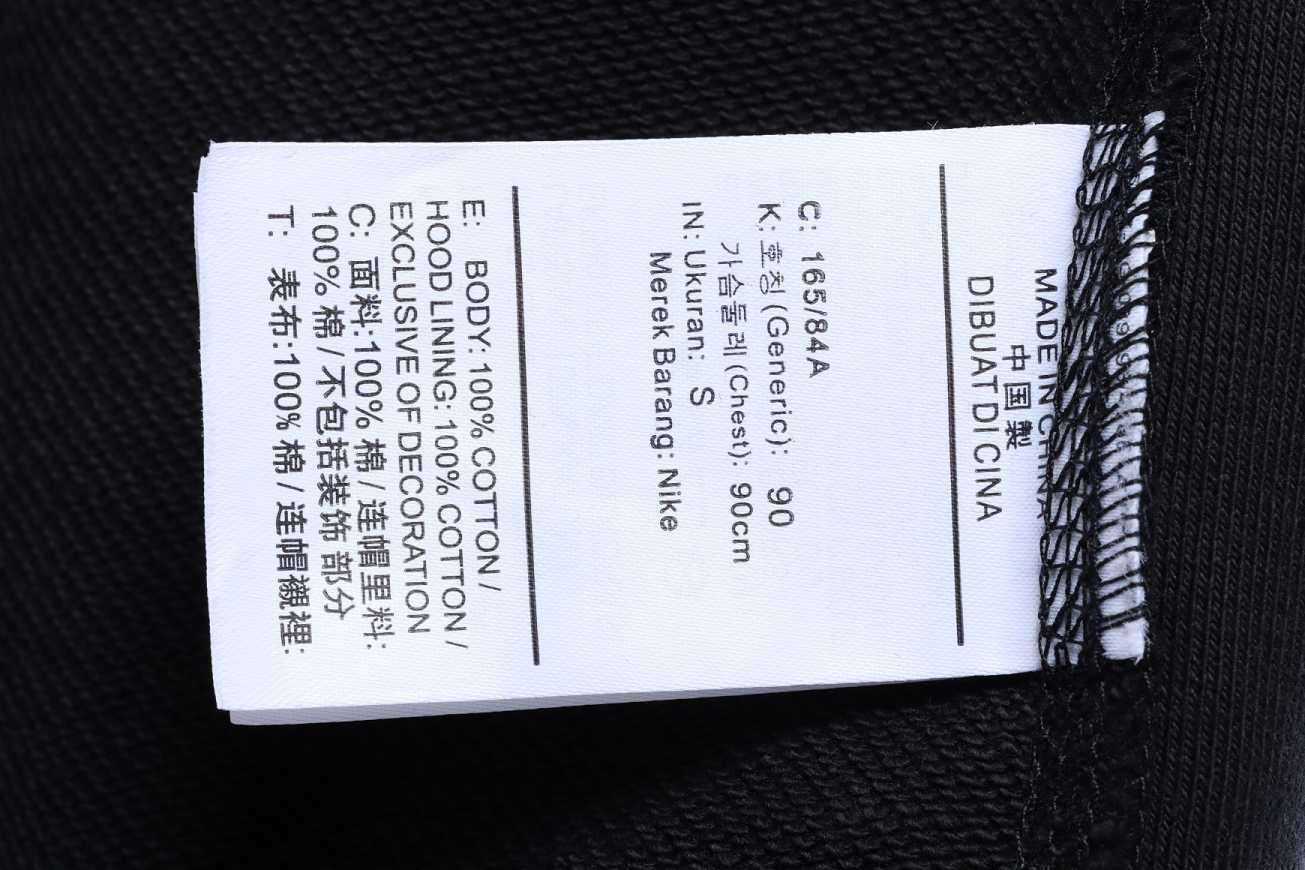 MADE IN CHINA
中国製
DIBUAT DI CINA
C: 165/84A
K: 호칭(Generic): 90
가슴둘레(Chest): 90cm
IN: Ukuran: S
Merek Barang: Nike
E: BODY: 100% COTTON /
HOOD LINING: 100% COTTON /
EXCLUSIVE OF DECORATION
C: 面料:100% 棉 / 连帽里料:
100% 棉 / 不包括装饰 部分
T: 表布:100% 棉 / 连帽襯裡: